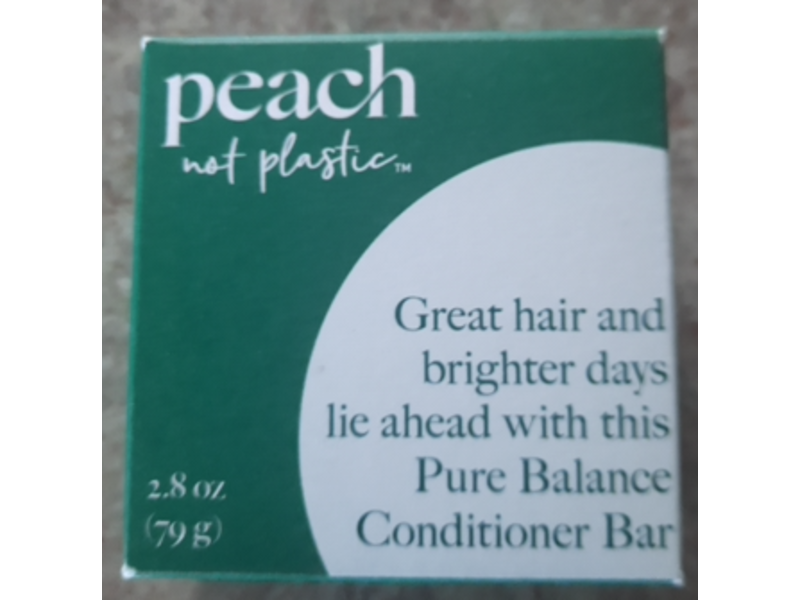 peach
not plastic™
Great hair and
brighter days
lie ahead with this
Pure Balance
Conditioner Bar
2.8 oz
(79 g)